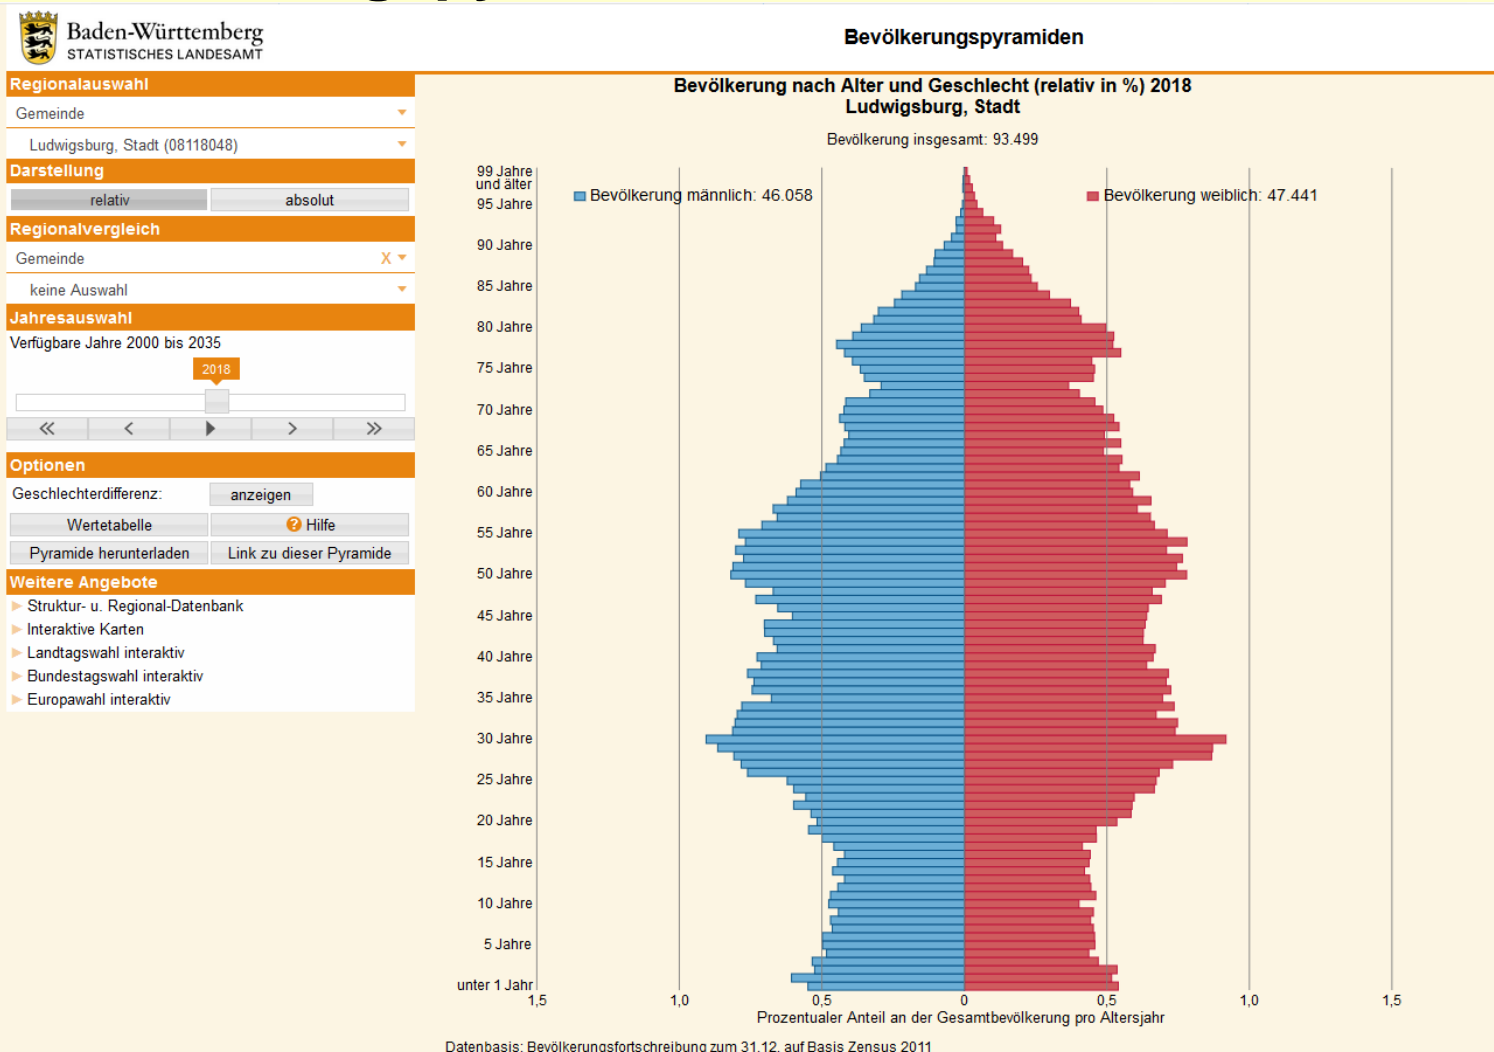 Baden-Württemberg
STATISTISCHES LANDESAMT
Bevölkerungspyramiden
Regionalauswahl
Gemeinde
Ludwigsburg, Stadt (08118048)
Darstellung
relativ absolut
Regionalvergleich
Gemeinde X
keine Auswahl
Jahresauswahl
Verfügbare Jahre 2000 bis 2035
2018
Optionen
Geschlechterdifferenz: anzeigen
Wertetabelle ? Hilfe
Pyramide herunterladen Link zu dieser Pyramide
Weitere Angebote
Struktur- u. Regional-Datenbank
Interaktive Karten
Landtagswahl interaktiv
Bundestagswahl interaktiv
Europawahl interaktiv
Bevölkerung nach Alter und Geschlecht (relativ in %) 2018
Ludwigsburg, Stadt
Bevölkerung insgesamt: 93.499
Bevölkerung männlich: 46.058 Bevölkerung weiblich: 47.441
99 Jahre
und älter
95 Jahre
90 Jahre
85 Jahre
80 Jahre
75 Jahre
70 Jahre
65 Jahre
60 Jahre
55 Jahre
50 Jahre
45 Jahre
40 Jahre
35 Jahre
30 Jahre
25 Jahre
20 Jahre
15 Jahre
10 Jahre
5 Jahre
unter 1 Jahr
1,5 1,0 0,5 0 0,5 1,0 1,5
Prozentualer Anteil an der Gesamtbevölkerung pro Altersjahr
Datenbasis: Bevölkerungsfortschreibung zum 31.12. auf Basis Zensus 2011